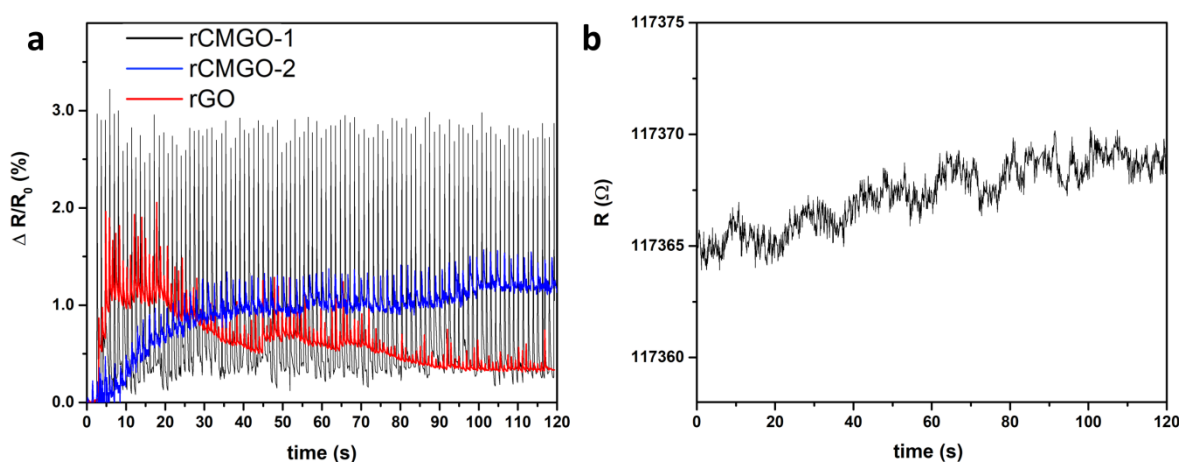 a
rCMGO-1
rCMGO-2
rGO
Δ R/R0 (%)
3.0
2.0
1.0
0.0
0 10 20 30 40 50 60 70 80 90 100 110 120
time (s)
b
R (Ω)
117375
117370
117365
117360
0 20 40 60 80 100 120
time (s)